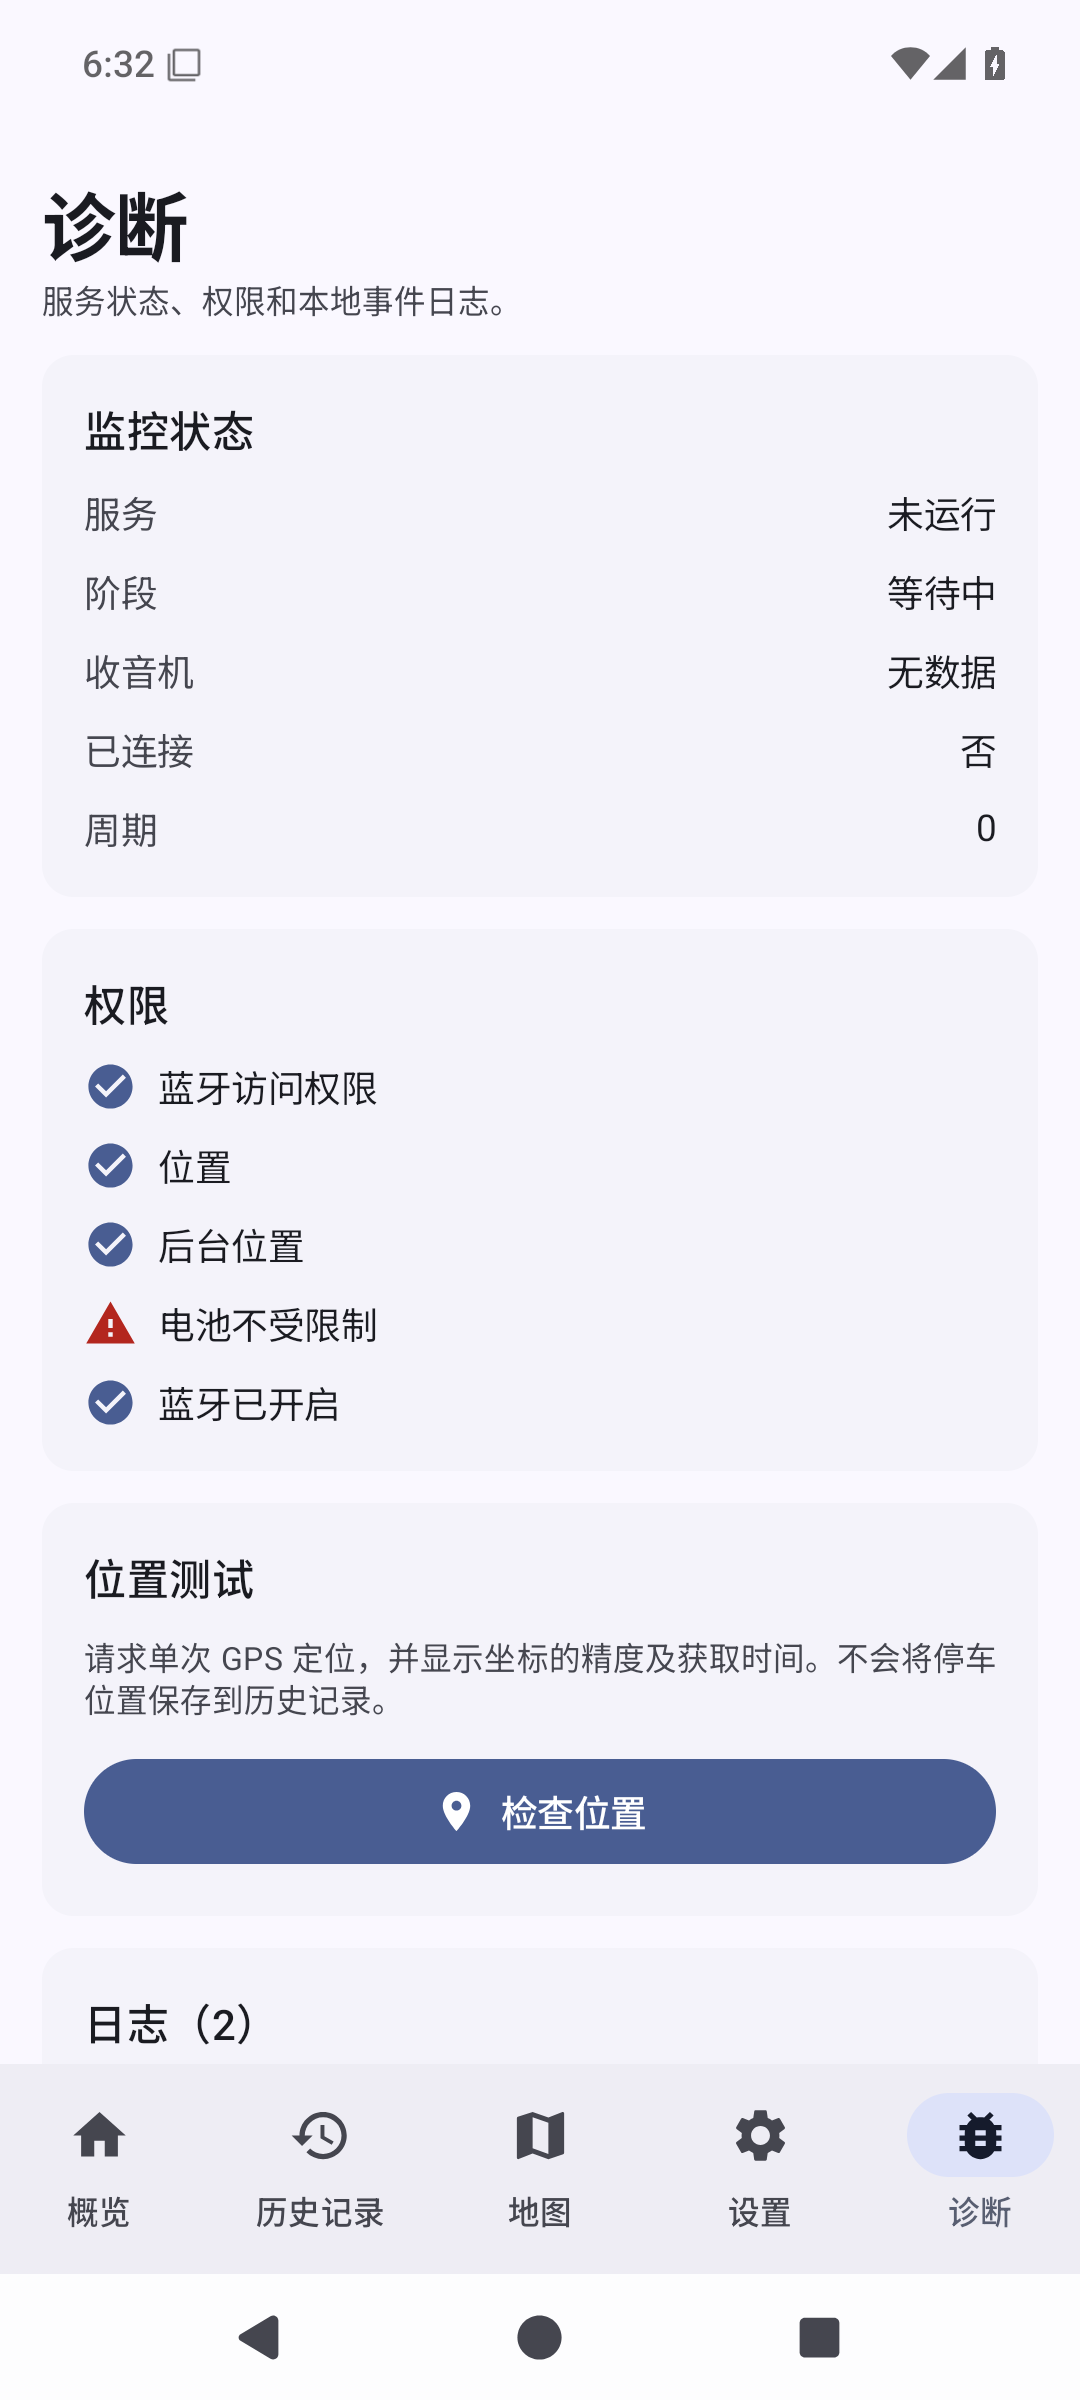 6:32
诊断
服务状态、权限和本地事件日志。
监控状态
服务 未运行
阶段 等待中
收音机 无数据
已连接 否
周期 0
权限
蓝牙访问权限
位置
后台位置
电池不受限制
蓝牙已开启
位置测试
请求单次 GPS 定位，并显示坐标的精度及获取时间。不会将停车
位置保存到历史记录。
检查位置
日志（2）
概览 历史记录 地图 设置 诊断